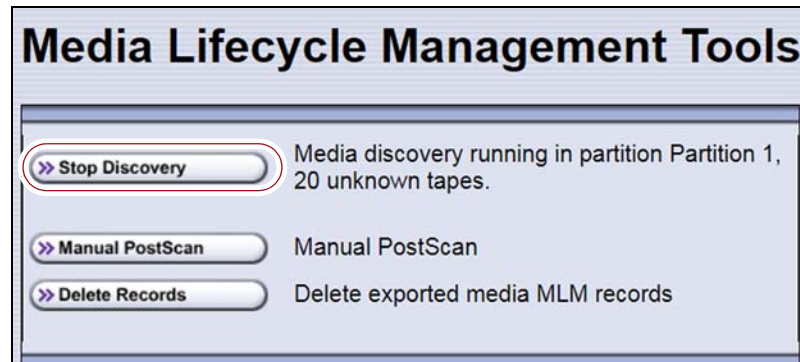 Media Lifecycle Management Tools
>> Stop Discovery
Media discovery running in partition Partition 1,
20 unknown tapes.
>> Manual PostScan
Manual PostScan
>> Delete Records
Delete exported media MLM records